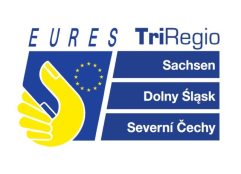 EURES TriRegio
Sachsen
Dolny Śląsk
Severní Čechy